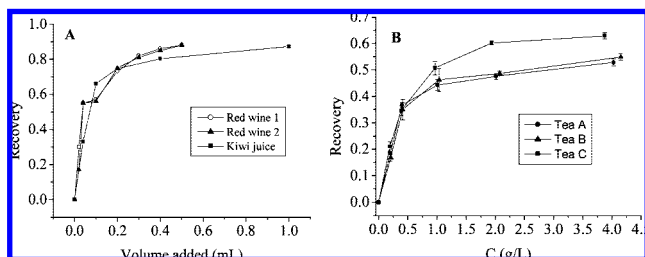 A
Recovery
1.0
0.8
0.6
0.4
0.2
0.0
Red wine 1
Red wine 2
Kiwi juice
0.0 0.2 0.4 0.6 0.8 1.0
Volume added (mL)
B
Recovery
0.7
0.6
0.5
0.4
0.3
0.2
0.1
0.0
Tea A
Tea B
Tea C
0.0 0.5 1.0 1.5 2.0 2.5 3.0 3.5 4.0 4.5
C (g/L)